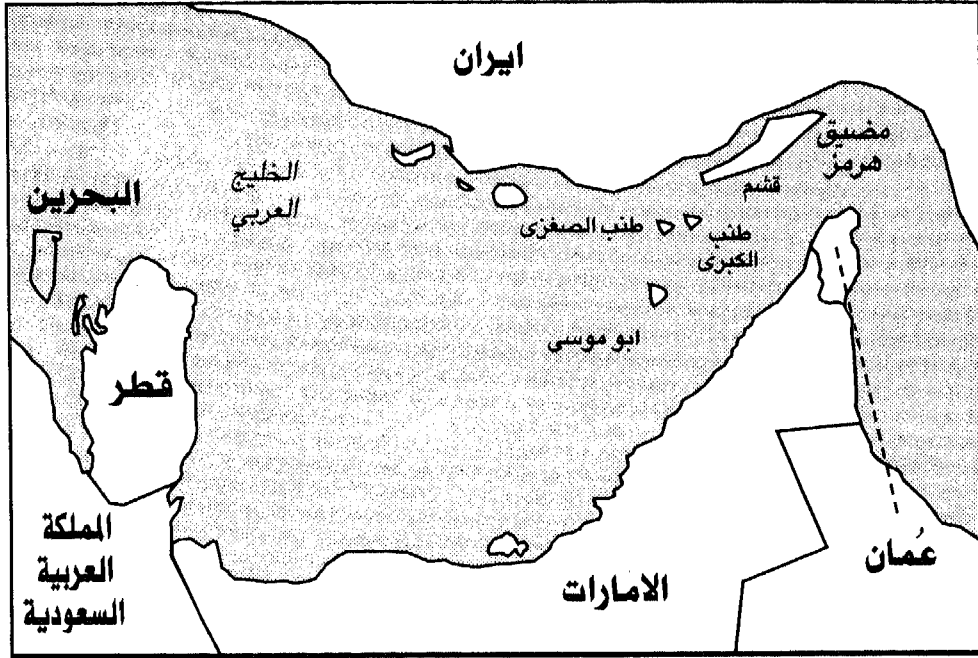 ايران
مضيق
هرمز
قشم
الخليج
العربي
البحرين
طنب الصغرى
طنب
الكبرى
ابو موسى
قطر
المملكة
العربية
السعودية
الامارات
عُمان